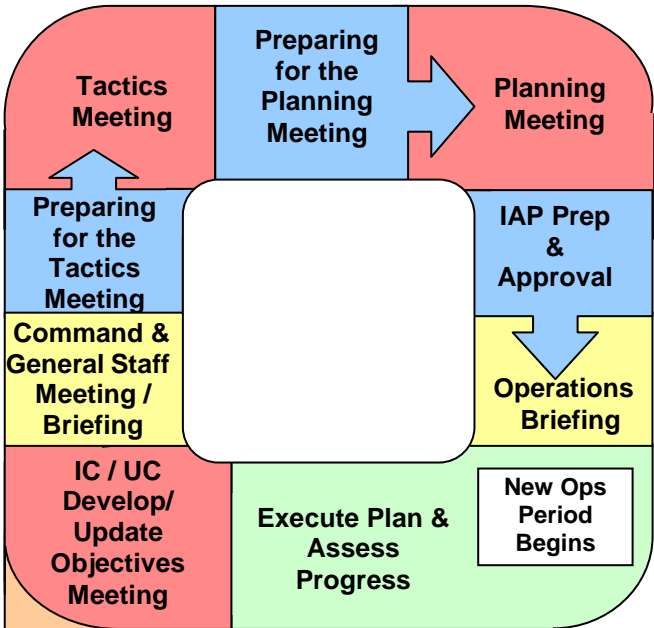 Tactics
Meeting
Preparing
for the
Planning
Meeting
Planning
Meeting
Preparing
for the
Tactics
Meeting
IAP Prep
&
Approval
Command &
General Staff
Meeting /
Briefing
Operations
Briefing
IC / UC
Develop/
Update
Objectives
Meeting
Execute Plan &
Assess
Progress
New Ops
Period
Begins